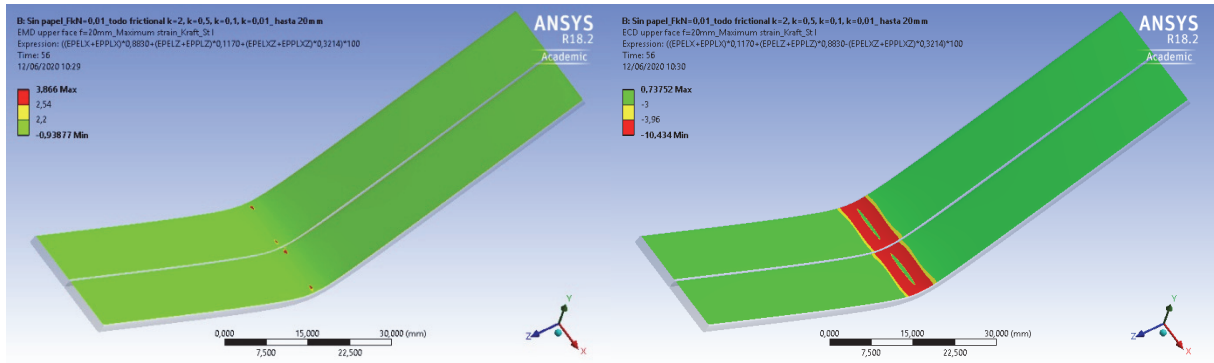 B: Sin papel_FkN=0,01_todo frictional k=2, k=0,5, k=0,1, k=0,01_ hasta 20mm
EMD upper face f=20mm_Maximum strain_Kraft_St I
Expression: ((EPELX+EPPLX)*0,8830+(EPELZ+EPPLZ)*0,1170+(EPELXZ+EPPLXZ)*0,3214)*100
Time: 56
12/06/2020 10:29
3,866 Max
2,54
2,2
-0,93877 Min
ANSYS
R18.2
Academic
0,000
15,000
30,000 (mm)
7,500
22,500
Y
Z
X
B: Sin papel_FkN=0,01_todo frictional k=2, k=0,5, k=0,1, k=0,01_ hasta 20mm
ECD upper face f=20mm_Maximum strain_Kraft_St I
Expression: ((EPELX+EPPLX)*0,1170+(EPELZ+EPPLZ)*0,8830-(EPELXZ+EPPLXZ)*0,3214)*100
Time: 56
12/06/2020 10:30
0,73752 Max
-3
-3,96
-10,434 Min
ANSYS
R18.2
Academic
0,000
15,000
30,000 (mm)
7,500
22,500
Y
Z
X